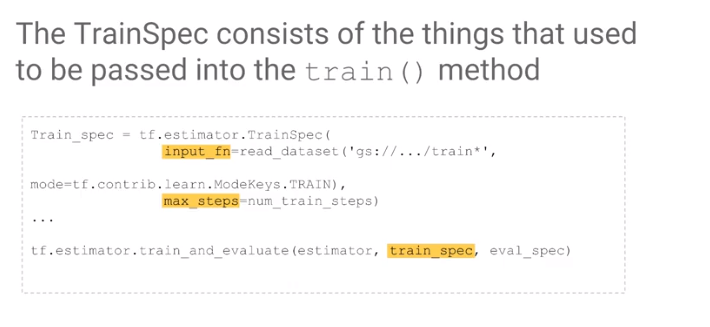 The TrainSpec consists of the things that used
to be passed into the train() method
Train_spec = tf.estimator.TrainSpec(
input_fn=read_dataset('gs://.../train*',
mode=tf.contrib.learn.ModeKeys.TRAIN),
max_steps=num_train_steps)
...
tf.estimator.train_and_evaluate(estimator, train_spec, eval_spec)